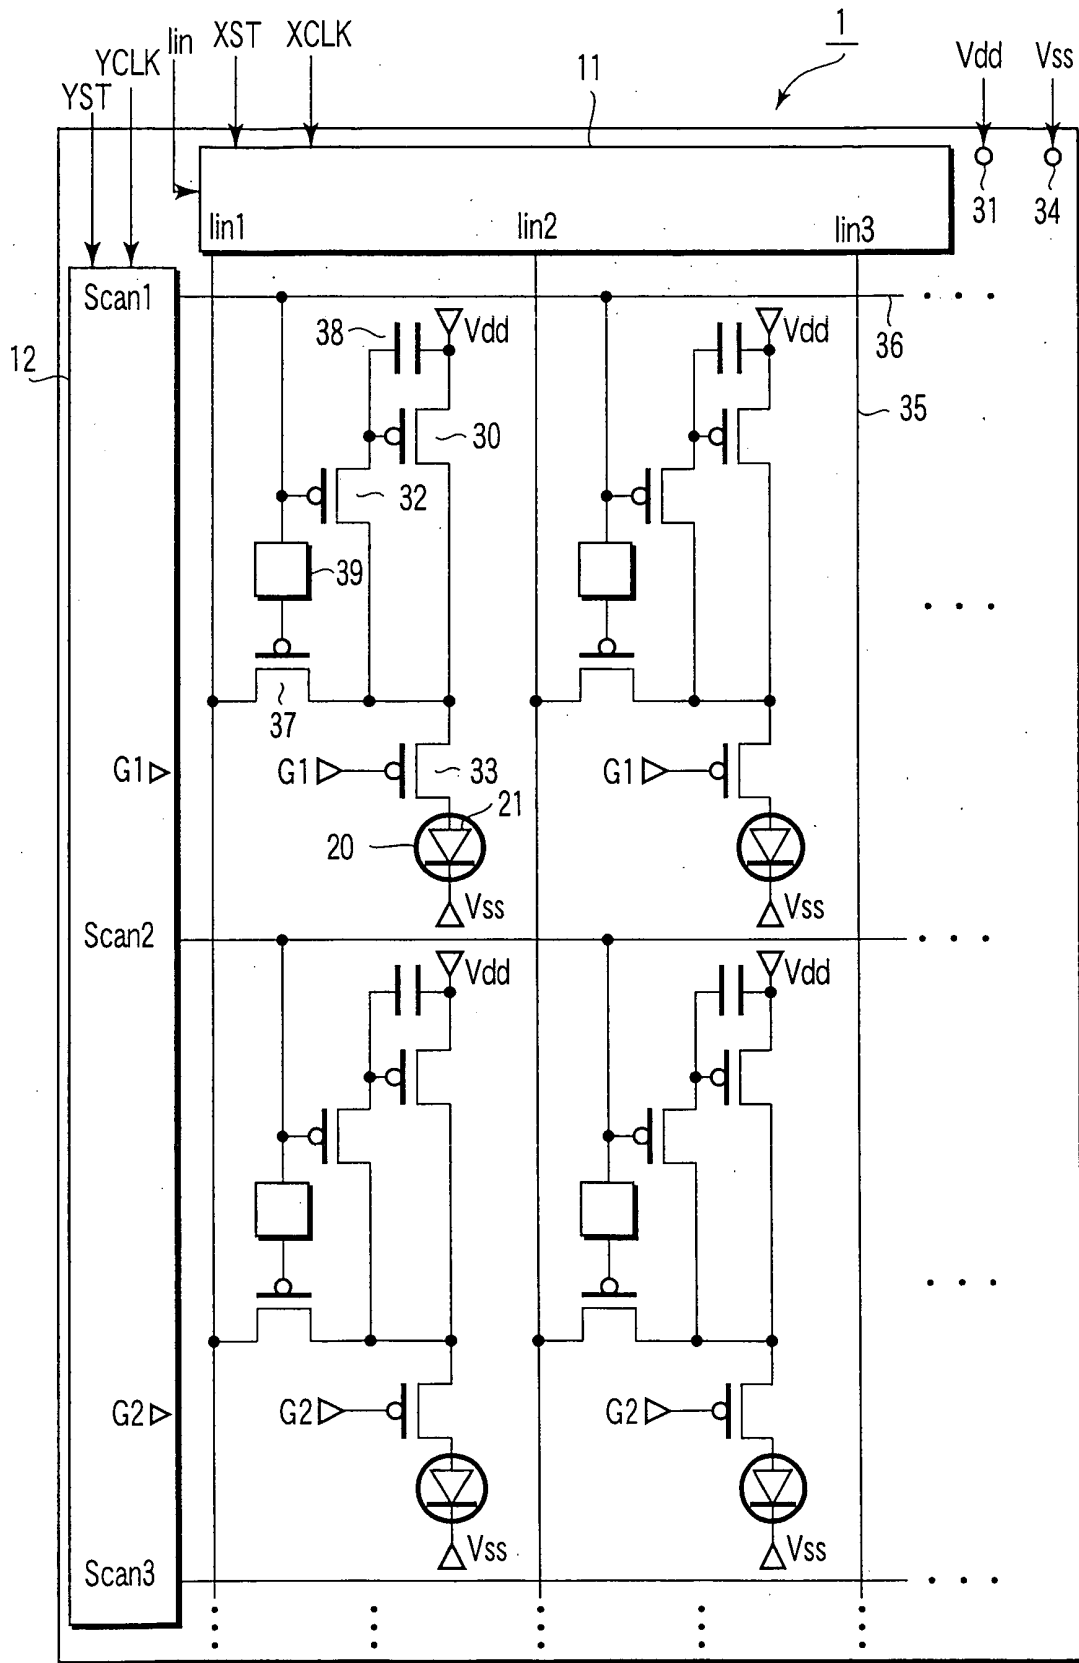 Iin XST XCLK 1 Vdd Vss
YCLK
YST
11
31 34
Iin1 Iin2 Iin3
Scan1
12
38 Vdd Vdd 36
35
30
32
39
37
G1 G1 33 G1
21
20
Vss Vss
Scan2
Vdd Vdd
G2 G2 G2
Vss Vss
Scan3